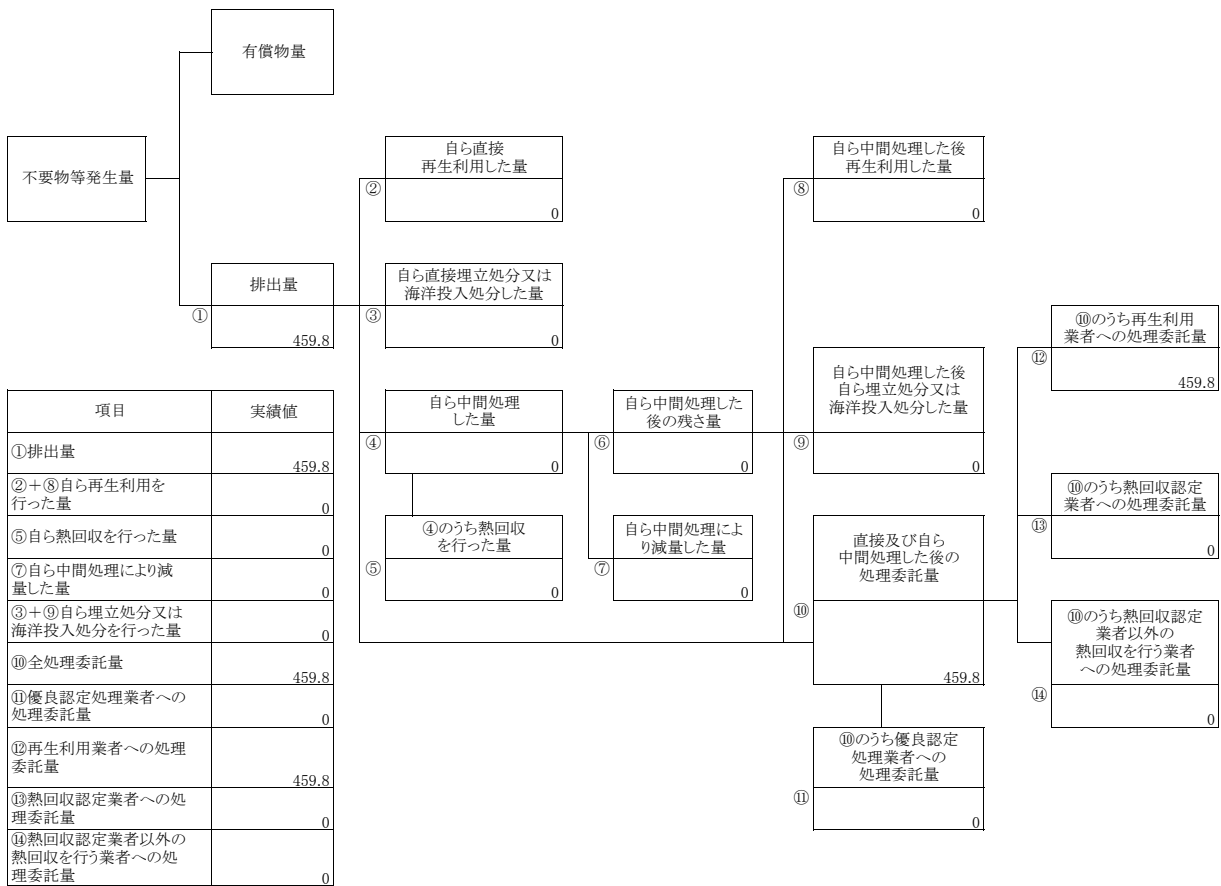 有償物量
不要物等発生量
自ら直接
再生利用した量
②
0
自ら中間処理した後
再生利用した量
⑧
0
排出量
①
459.8
自ら直接埋立処分又は
海洋投入処分した量
③
0
⑩のうち再生利用
業者への処理委託量
⑫
459.8
自ら中間処理
した量
④
0
自ら中間処理した
後の残さ量
⑥
0
自ら中間処理した後
自ら埋立処分又は
海洋投入処分した量
⑨
0
⑩のうち熱回収認定
業者への処理委託量
⑬
0
④のうち熱回収
を行った量
⑤
0
自ら中間処理によ
り減量した量
⑦
0
直接及び自ら
中間処理した後の
処理委託量
⑩
459.8
⑩のうち熱回収認定
業者以外の
熱回収を行う業者
への処理委託量
⑭
0
⑩のうち優良認定
処理業者への
処理委託量
⑪
0
項目 実績値
①排出量
459.8
②＋⑧自ら再生利用を
行った量
0
⑤自ら熱回収を行った量
0
⑦自ら中間処理により減
量した量
0
③＋⑨自ら埋立処分又は
海洋投入処分を行った量
0
⑩全処理委託量
459.8
⑪優良認定処理業者への
処理委託量
0
⑫再生利用業者への処理
委託量
459.8
⑬熱回収認定業者への処
理委託量
0
⑭熱回収認定業者以外の
熱回収を行う業者への処
理委託量
0